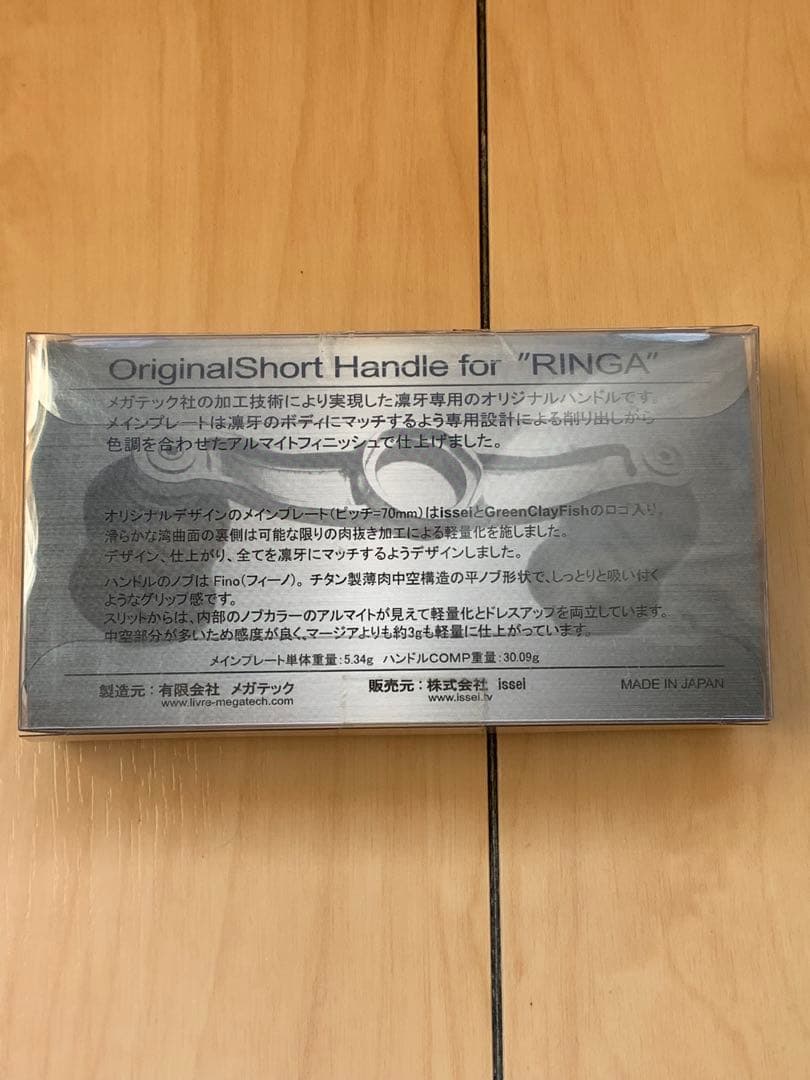 OriginalShort Handle for "RINGA"
メガテック社の加工技術により実現した凛牙専用のオリジナルハンドルです。
メインプレートは凛牙のボディにマッチするよう専用設計による削り出しから
色調を合わせたアルマイトフィニッシュで仕上げました。
オリジナルデザインのメインプレート(ピッチ=70mm)はisseiとGreenClayFishのロゴ入り。
滑らかな湾曲面の裏側は可能な限りの肉抜き加工による軽量化を施しました。
デザイン、仕上がり、全てを凛牙にマッチするようデザインしました。
ハンドルのノブは Fino(フィーノ)。チタン製薄肉中空構造の平ノブ形状で、しっとりと吸い付く
ようなグリップ感です。
スリットからは、内部のノブカラーのアルマイトが見えて軽量化とドレスアップを両立しています。
中空部分が多いため感度が良く、マージアよりも約3gも軽量に仕上がっています。
メインプレート単体重量:5.34g ハンドルCOMP重量:30.09g
製造元:有限会社 メガテック 販売元:株式会社 issei MADE IN JAPAN
www.livre-megatech.com www.issei.tv